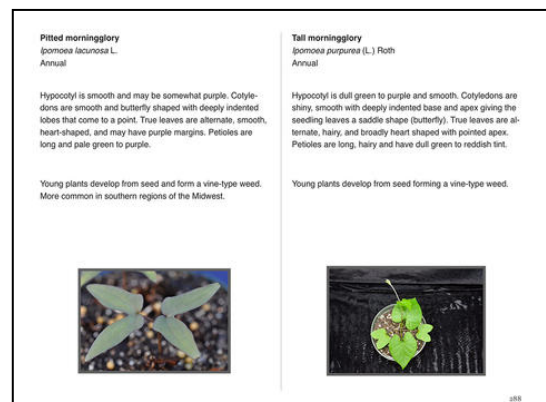 Pitted morningglory
Ipomoea lacunosa L.
Annual
Hypocotyl is smooth and may be somewhat purple. Cotyle-
dons are smooth and butterfly shaped with deeply indented
lobes that come to a point. True leaves are alternate, smooth,
heart-shaped, and may have purple margins. Petioles are
long and pale green to purple.
Young plants develop from seed and form a vine-type weed.
More common in southern regions of the Midwest.
Tall morningglory
Ipomoea purpurea (L.) Roth
Annual
Hypocotyl is dull green to purple and smooth. Cotyledons are
shiny, smooth with deeply indented base and apex giving the
seedling leaves a saddle shape (butterfly). True leaves are al-
ternate, hairy, and broadly heart shaped with pointed apex.
Petioles are long, hairy and have dull green to reddish tint.
Young plants develop from seed forming a vine-type weed.
288